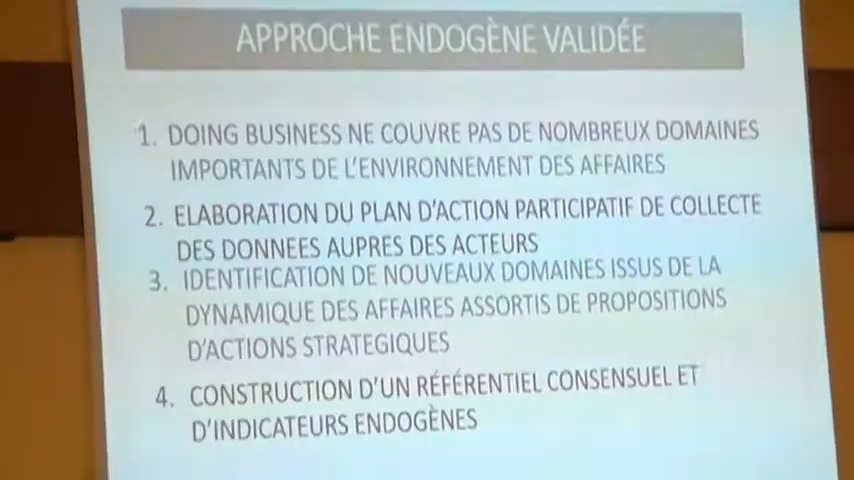 APPROCHE ENDOGÈNE VALIDÉE
1. DOING BUSINESS NE COUVRE PAS DE NOMBREUX DOMAINES
IMPORTANTS DE L'ENVIRONNEMENT DES AFFAIRES
2. ELABORATION DU PLAN D'ACTION PARTICIPATIF DE COLLECTE
DES DONNEES AUPRES DES ACTEURS
3. IDENTIFICATION DE NOUVEAUX DOMAINES ISSUS DE LA
DYNAMIQUE DES AFFAIRES ASSORTIS DE PROPOSITIONS
D'ACTIONS STRATEGIQUES
4. CONSTRUCTION D'UN RÉFÉRENTIEL CONSENSUEL ET
D'INDICATEURS ENDOGÈNES